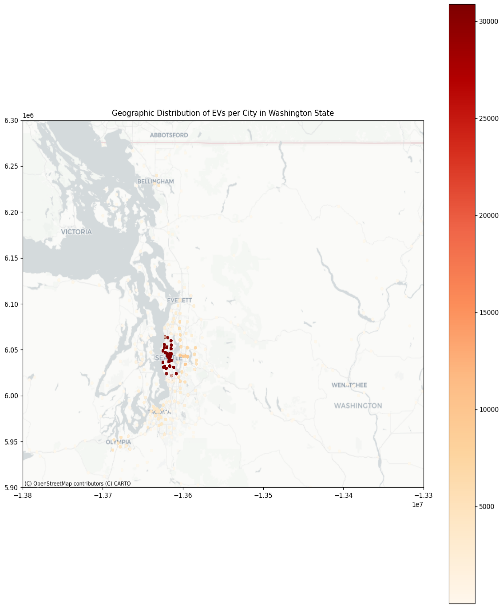 Geographic Distribution of EVs per City in Washington State
1e6
6.30
6.25
6.20
6.15
6.10
6.05
6.00
5.95
5.90
ABBOTSFORD
BELLINGHAM
VICTORIA
WASHINGTON
OLYMPIA
(C) OpenStreetMap contributors (C) CARTO
−1.38
−1.37
−1.36
−1.35
−1.34
−1.33
1e7
30000
25000
20000
15000
10000
5000